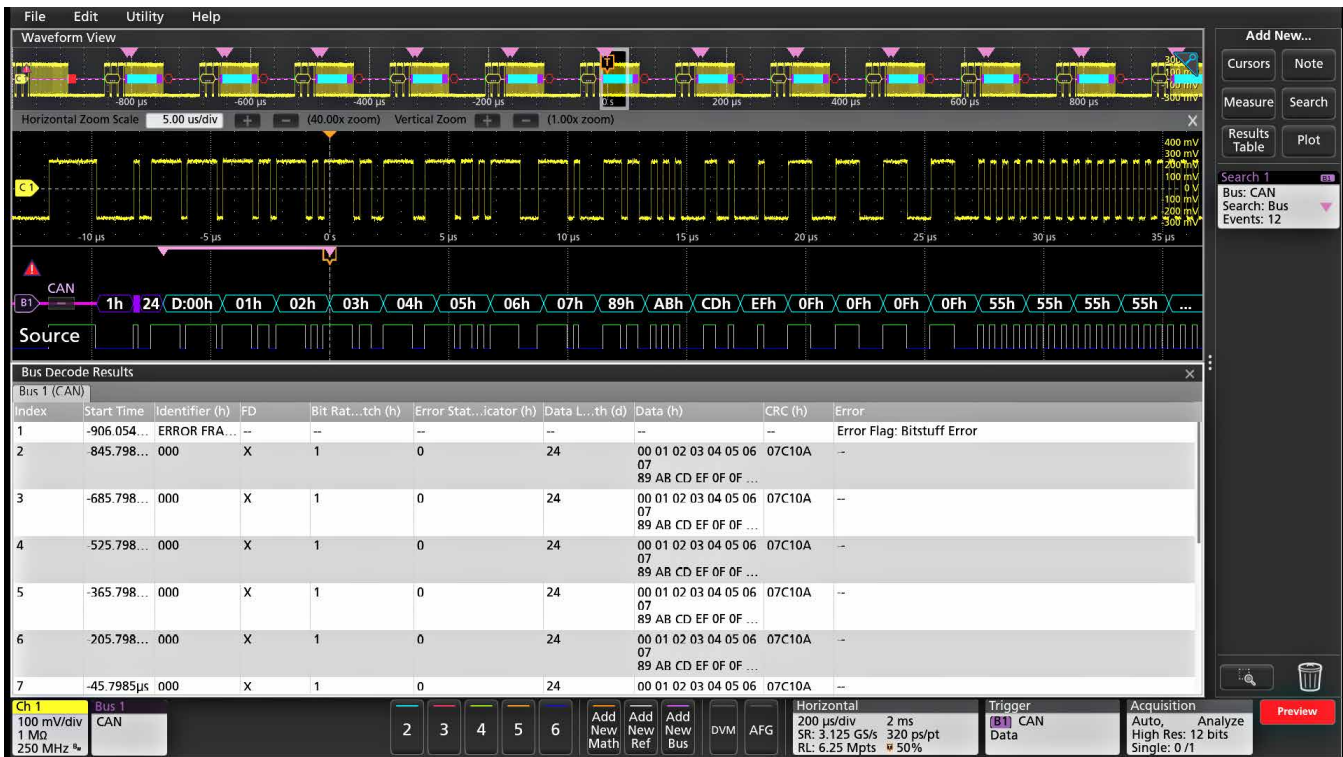 File Edit Utility Help
Waveform View
Add New...
Cursors Note
Measure Search
Results Table Plot
Search 1 B1
Bus: CAN
Search: Bus
Events: 12
T
-800 µs -600 µs -400 µs -200 µs 0 s 200 µs 400 µs 600 µs 800 µs
Horizontal Zoom Scale 5.00 us/div + - (40.00x zoom) Vertical Zoom + - (1.00x zoom) X
400 mV
300 mV
200 mV
100 mV
C 1 0 V
-100 mV
-200 mV
-300 mV
-10 µs -5 µs 0 s 5 µs 10 µs 15 µs 20 µs 25 µs 30 µs 35 µs
CAN
B1 1h 24 D:00h 01h 02h 03h 04h 05h 06h 07h 89h ABh CDh EFh 0Fh 0Fh 0Fh 0Fh 55h 55h 55h 55h ...
Source
Bus Decode Results
Bus 1 (CAN)
Index Start Time Identifier (h) FD Bit Rat...tch (h) Error Stat...icator (h) Data L...th (d) Data (h) CRC (h) Error
1 -906.054... ERROR FRA... -- -- -- -- -- -- Error Flag: Bitstuff Error
2 -845.798... 000 X 1 0 24 00 01 02 03 04 05 06 07C10A --
07
89 AB CD EF 0F 0F ...
3 -685.798... 000 X 1 0 24 00 01 02 03 04 05 06 07C10A --
07
89 AB CD EF 0F 0F ...
4 -525.798... 000 X 1 0 24 00 01 02 03 04 05 06 07C10A --
07
89 AB CD EF 0F 0F ...
5 -365.798... 000 X 1 0 24 00 01 02 03 04 05 06 07C10A --
07
89 AB CD EF 0F 0F ...
6 -205.798... 000 X 1 0 24 00 01 02 03 04 05 06 07C10A --
07
89 AB CD EF 0F 0F ...
7 -45.7985µs 000 X 1 0 24 00 01 02 03 04 05 06 07C10A --
Ch 1
100 mV/div
1 MΩ
250 MHz
Bus 1
CAN
2 3 4 5 6
Add New Math
Add New Ref
Add New Bus
DVM AFG
Horizontal
200 µs/div 2 ms
SR: 3.125 GS/s 320 ps/pt
RL: 6.25 Mpts 50%
Trigger
B1 CAN
Data
Acquisition
Auto, Analyze
High Res: 12 bits
Single: 0 /1
Preview